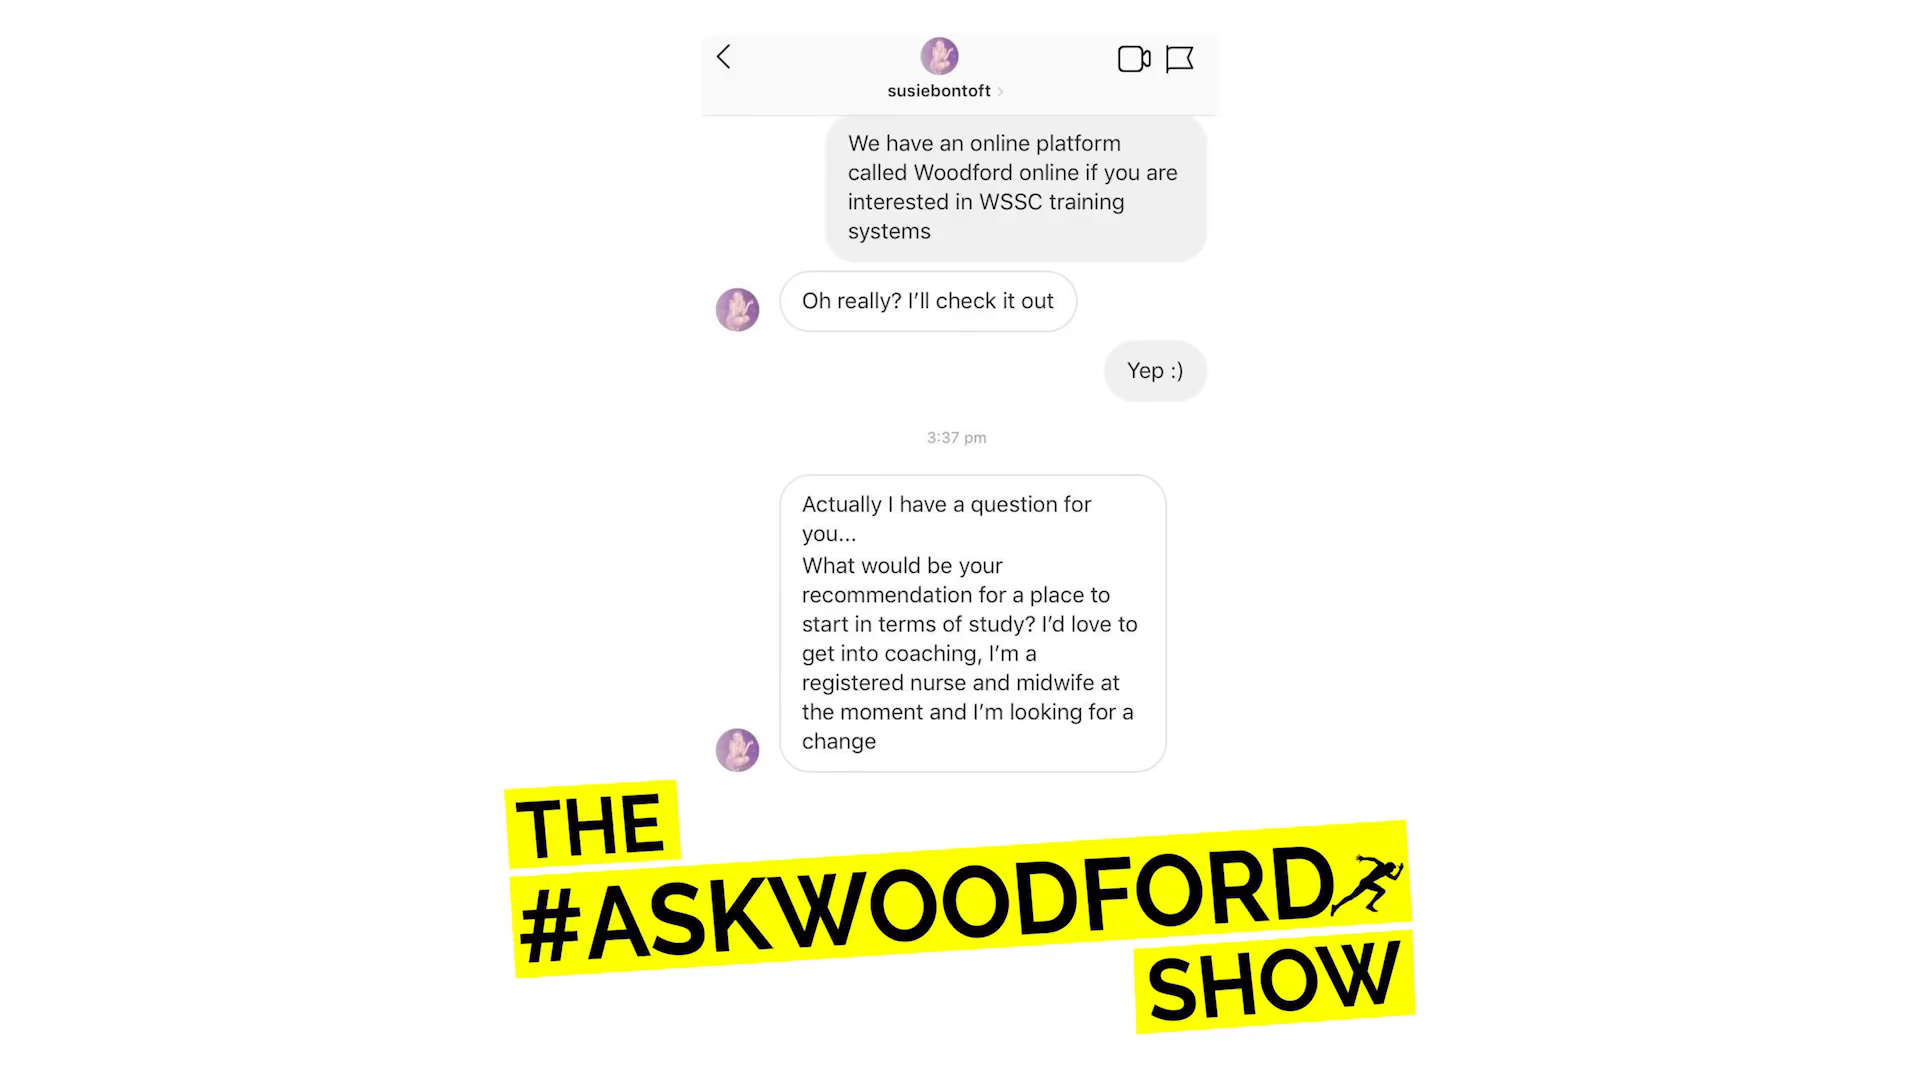 susiebontoft
We have an online platform
called Woodford online if you are
interested in WSSC training
systems
Oh really? I’ll check it out
Yep :)
3:37 pm
Actually I have a question for
you...
What would be your
recommendation for a place to
start in terms of study? I’d love to
get into coaching, I’m a
registered nurse and midwife at
the moment and I’m looking for a
change
THE
#ASKWOODFORD
SHOW